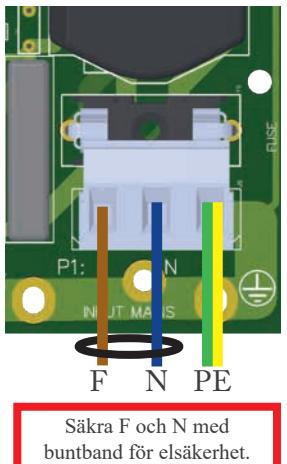 FUSE
P1: N
INPUT MAINS
F N PE
Säkra F och N med
buntband för elsäkerhet.